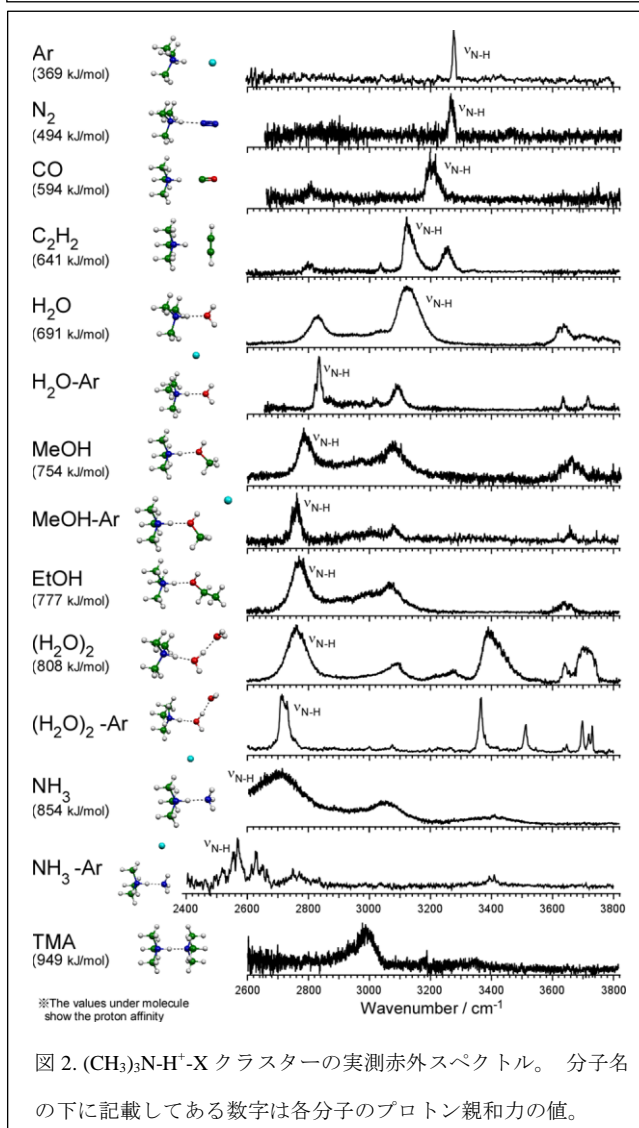 Ar
(369 kJ/mol)
νN-H
N2
(494 kJ/mol)
νN-H
CO
(594 kJ/mol)
νN-H
C2H2
(641 kJ/mol)
νN-H
H2O
(691 kJ/mol)
νN-H
H2O-Ar
νN-H
MeOH
(754 kJ/mol)
νN-H
MeOH-Ar
νN-H
EtOH
(777 kJ/mol)
νN-H
(H2O)2
(808 kJ/mol)
νN-H
(H2O)2 -Ar
νN-H
NH3
(854 kJ/mol)
νN-H
NH3 -Ar
νN-H
2400 2600 2800 3000 3200 3400 3600 3800
TMA
(949 kJ/mol)
2600 2800 3000 3200 3400 3600 3800
Wavenumber / cm-1
※The values under molecule
show the proton affinity
図 2. (CH3)3N-H+-X クラスターの実測赤外スペクトル。 分子名
の下に記載してある数字は各分子のプロトン親和力の値。